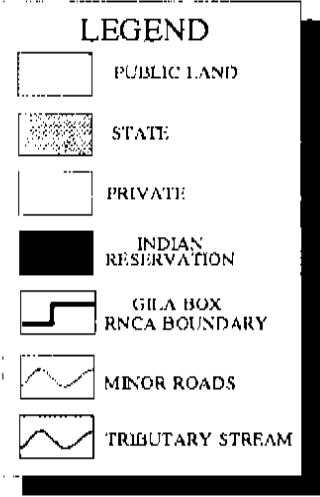 LEGEND
PUBLIC LAND
STATE
PRIVATE
INDIAN
RESERVATION
GILA BOX
RNCA BOUNDARY
MINOR ROADS
TRIBUTARY STREAM